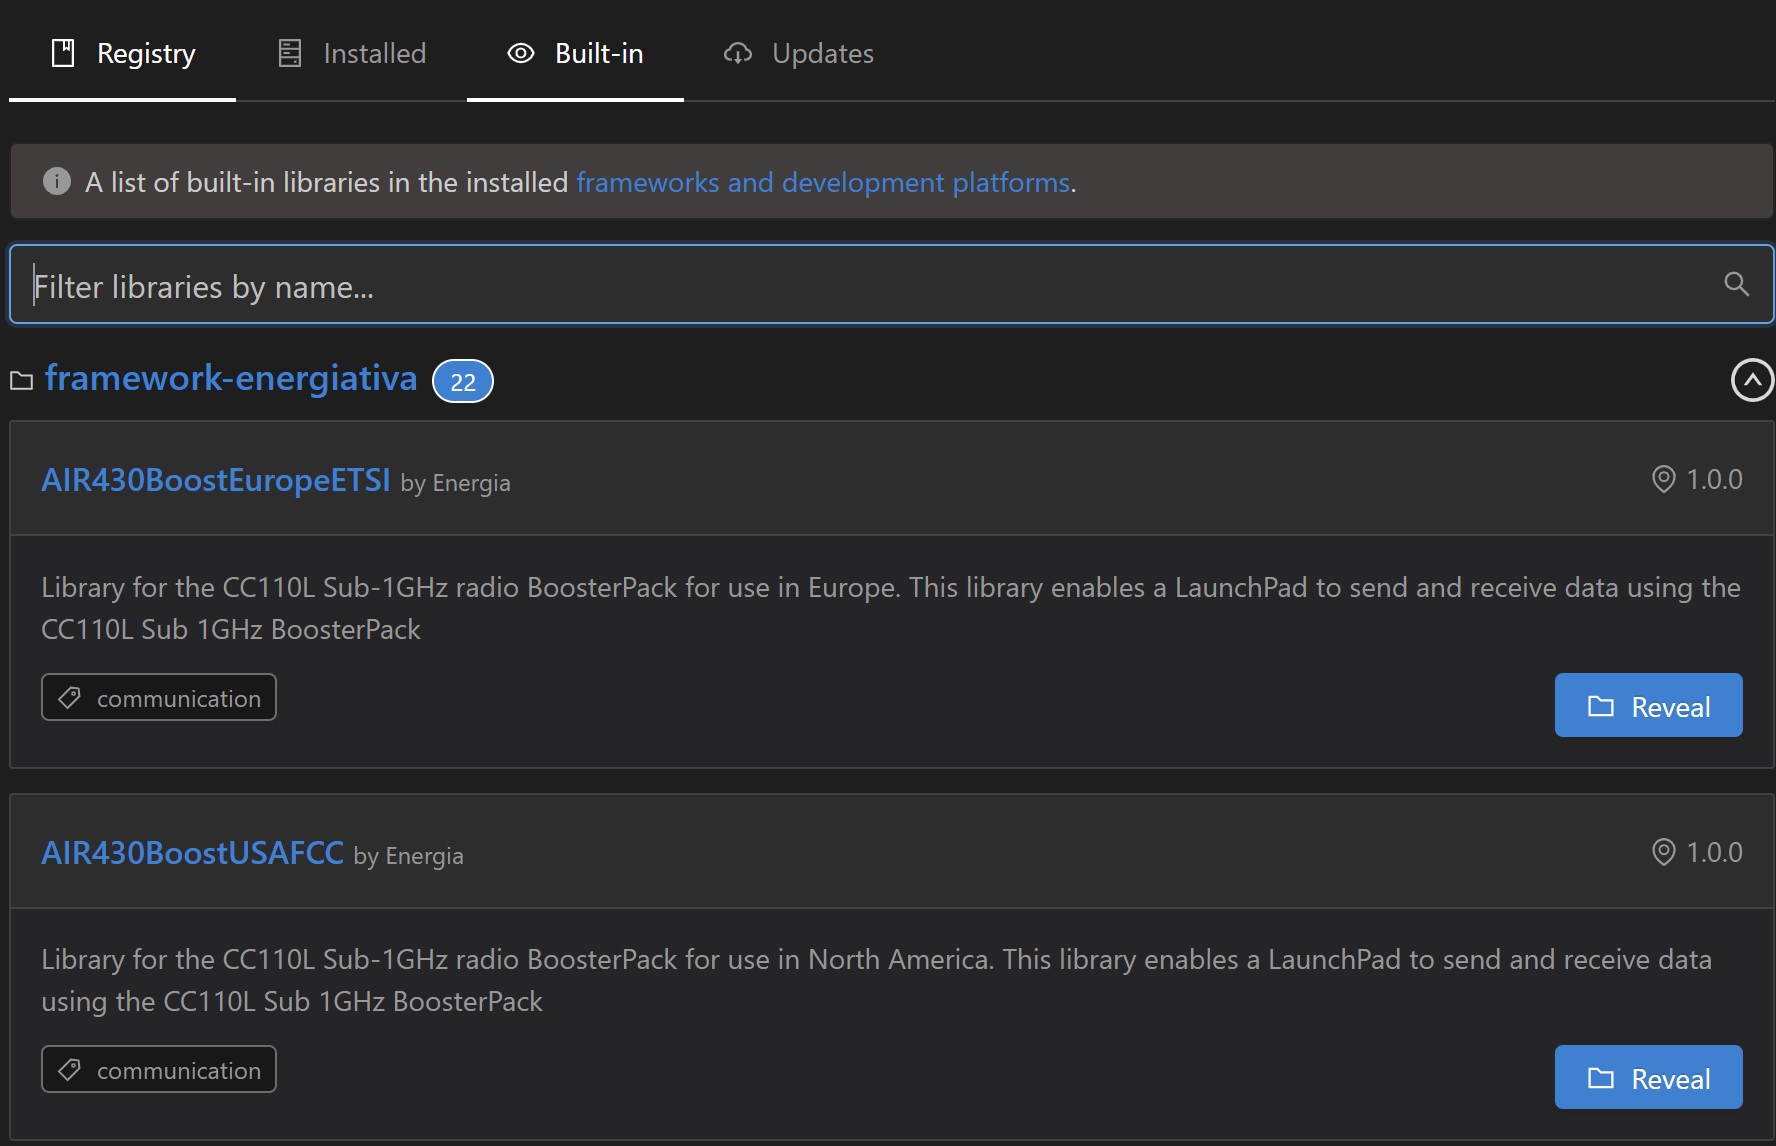 Registry Installed Built-in Updates
A list of built-in libraries in the installed frameworks and development platforms.
Filter libraries by name...
framework-energiativa 22
AIR430BoostEuropeETSI by Energia 1.0.0
Library for the CC110L Sub-1GHz radio BoosterPack for use in Europe. This library enables a LaunchPad to send and receive data using the
CC110L Sub 1GHz BoosterPack
communication Reveal
AIR430BoostUSAFCC by Energia 1.0.0
Library for the CC110L Sub-1GHz radio BoosterPack for use in North America. This library enables a LaunchPad to send and receive data
using the CC110L Sub 1GHz BoosterPack
communication Reveal